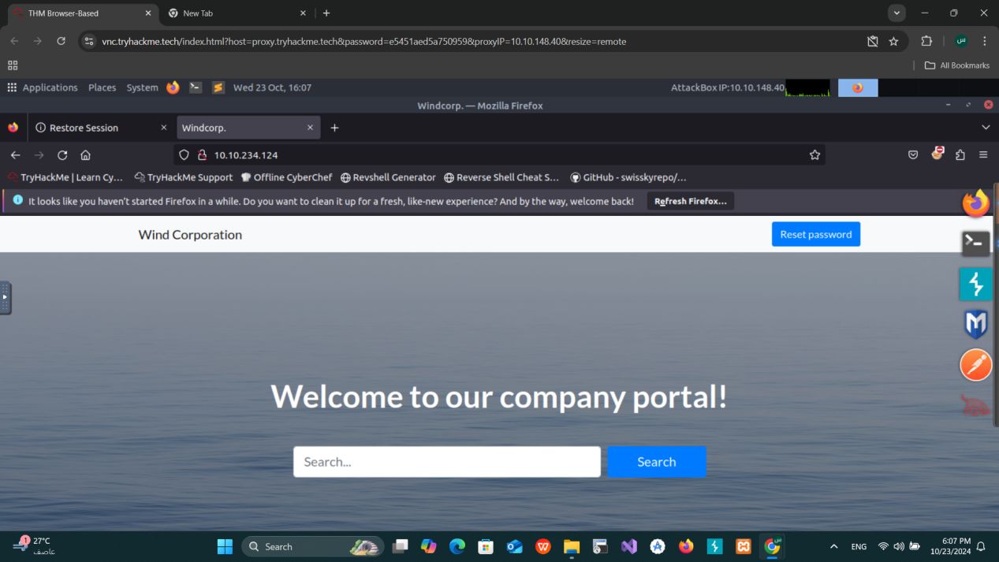 THM Browser-Based
New Tab
vnc.tryhackme.tech/index.html?host=proxy.tryhackme.tech&password=e5451aed5a750959&proxyIP=10.10.148.40&resize=remote
س
All Bookmarks
Applications Places System Wed 23 Oct, 16:07 AttackBox IP:10.10.148.40
Windcorp. — Mozilla Firefox
Restore Session
Windcorp.
10.10.234.124
TryHackMe | Learn Cy... TryHackMe Support Offline CyberChef Revshell Generator Reverse Shell Cheat S... GitHub - swisskyrepo/...
It looks like you haven't started Firefox in a while. Do you want to clean it up for a fresh, like-new experience? And by the way, welcome back! Refresh Firefox...
Wind Corporation
Reset password
Welcome to our company portal!
Search...
Search
1
27°C
عاصف
Search
ENG
6:07 PM
10/23/2024